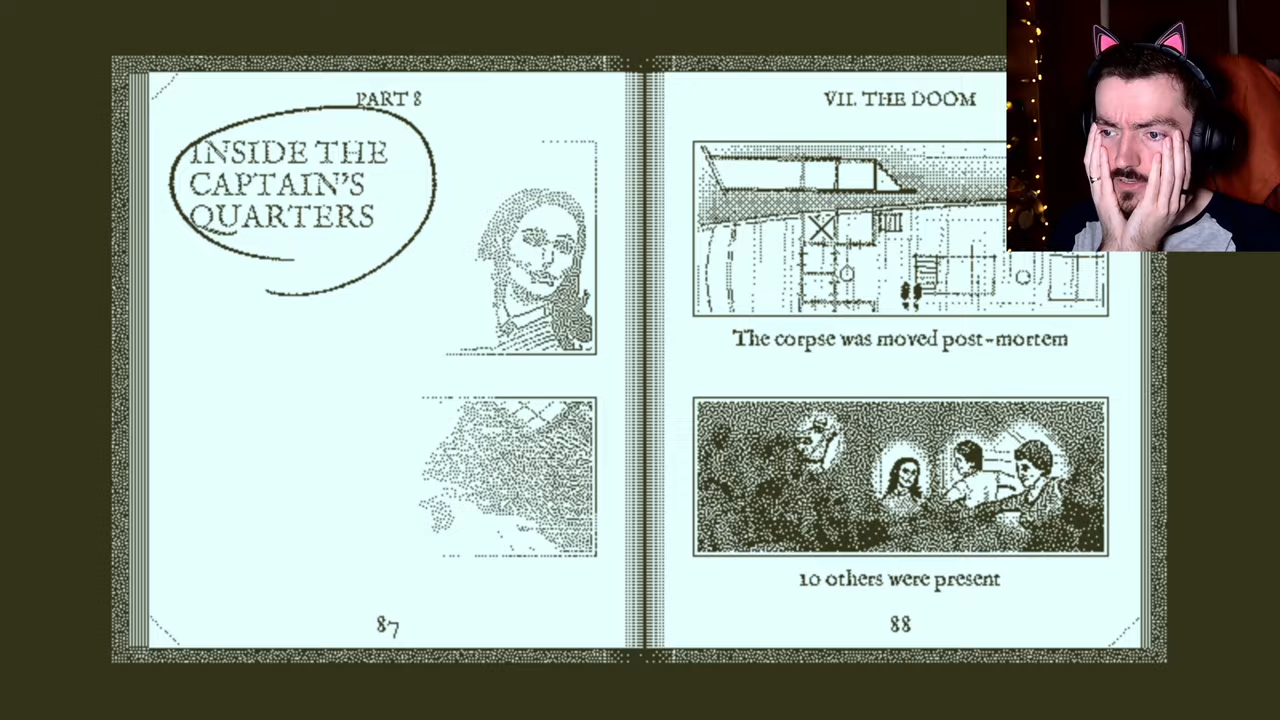 PART 8
INSIDE THE
CAPTAIN'S
QUARTERS
87
VII. THE DOOM
The corpse was moved post-mortem
10 others were present
88